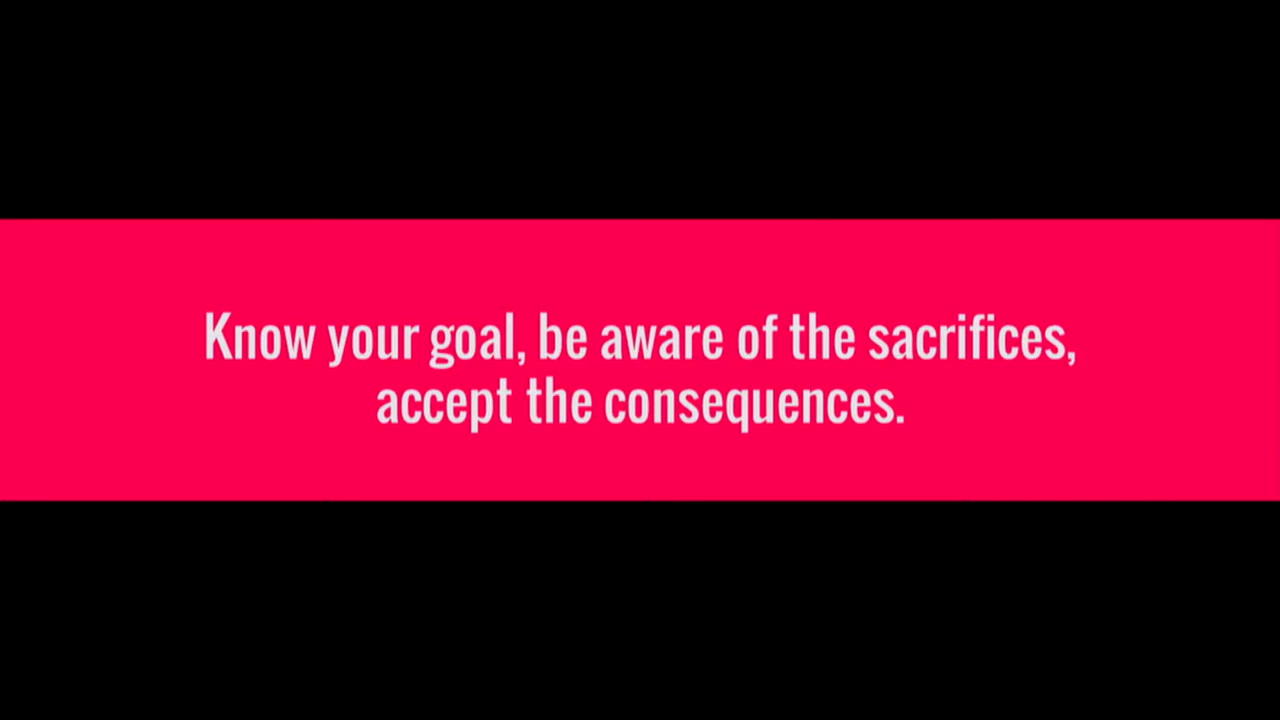 Know your goal, be aware of the sacrifices,
accept the consequences.